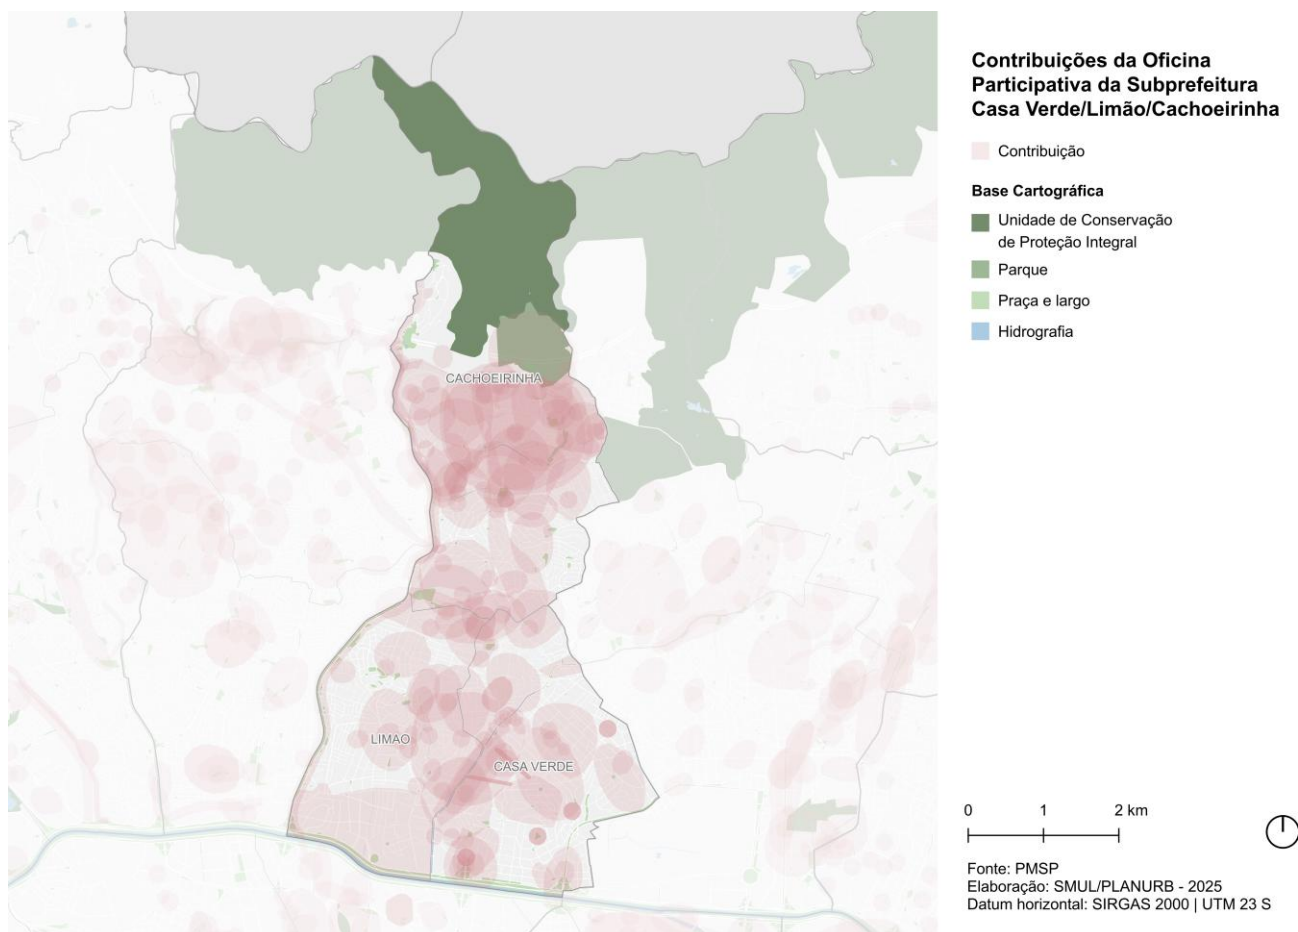 Contribuições da Oficina
Participativa da Subprefeitura
Casa Verde/Limão/Cachoeirinha
Contribuição
Base Cartográfica
Unidade de Conservação
de Proteção Integral
Parque
Praça e largo
Hidrografia
CACHOEIRINHA
LIMÃO
CASA VERDE
0 1 2 km
Fonte: PMSP
Elaboração: SMUL/PLANURB - 2025
Datum horizontal: SIRGAS 2000 | UTM 23 S